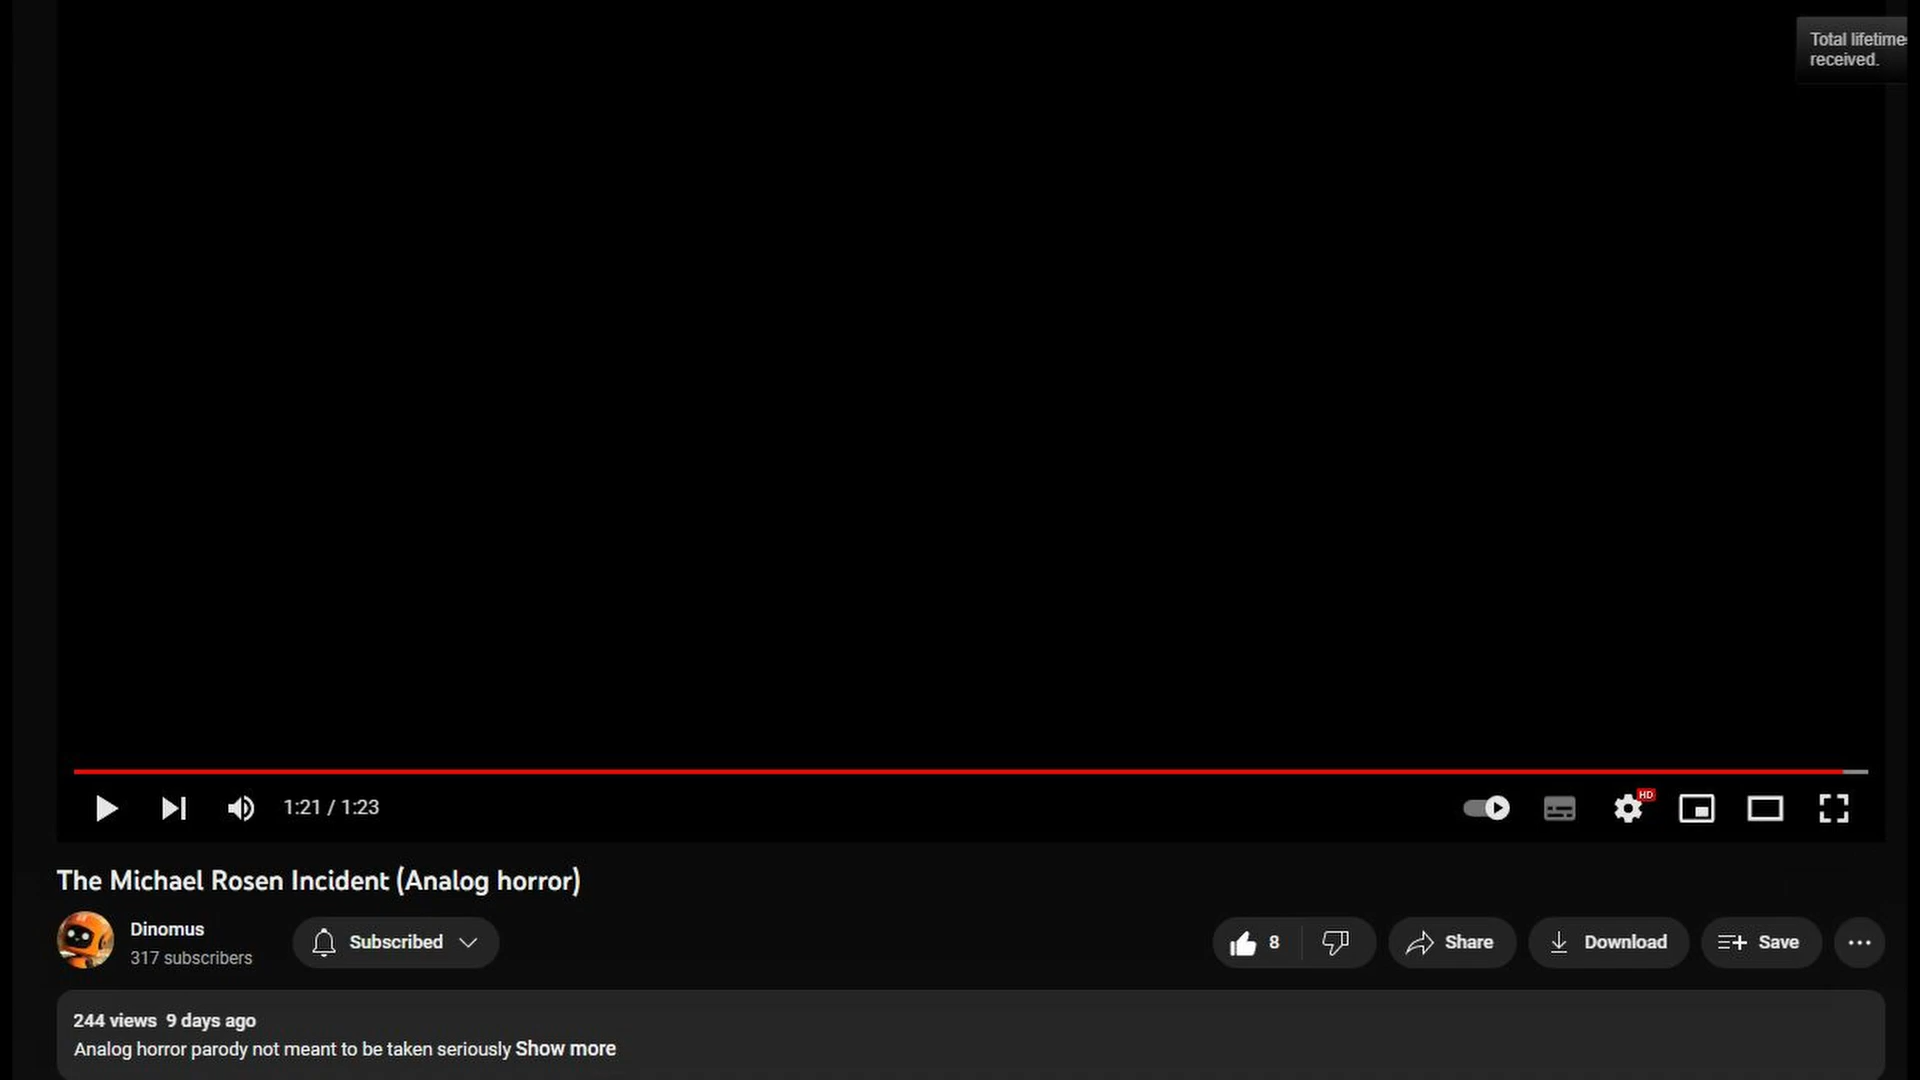 Total lifetime
received.
HD
1:21 / 1:23
The Michael Rosen Incident (Analog horror)
Dinomus
317 subscribers
Subscribed
8
Share
Download
Save
244 views 9 days ago
Analog horror parody not meant to be taken seriously Show more